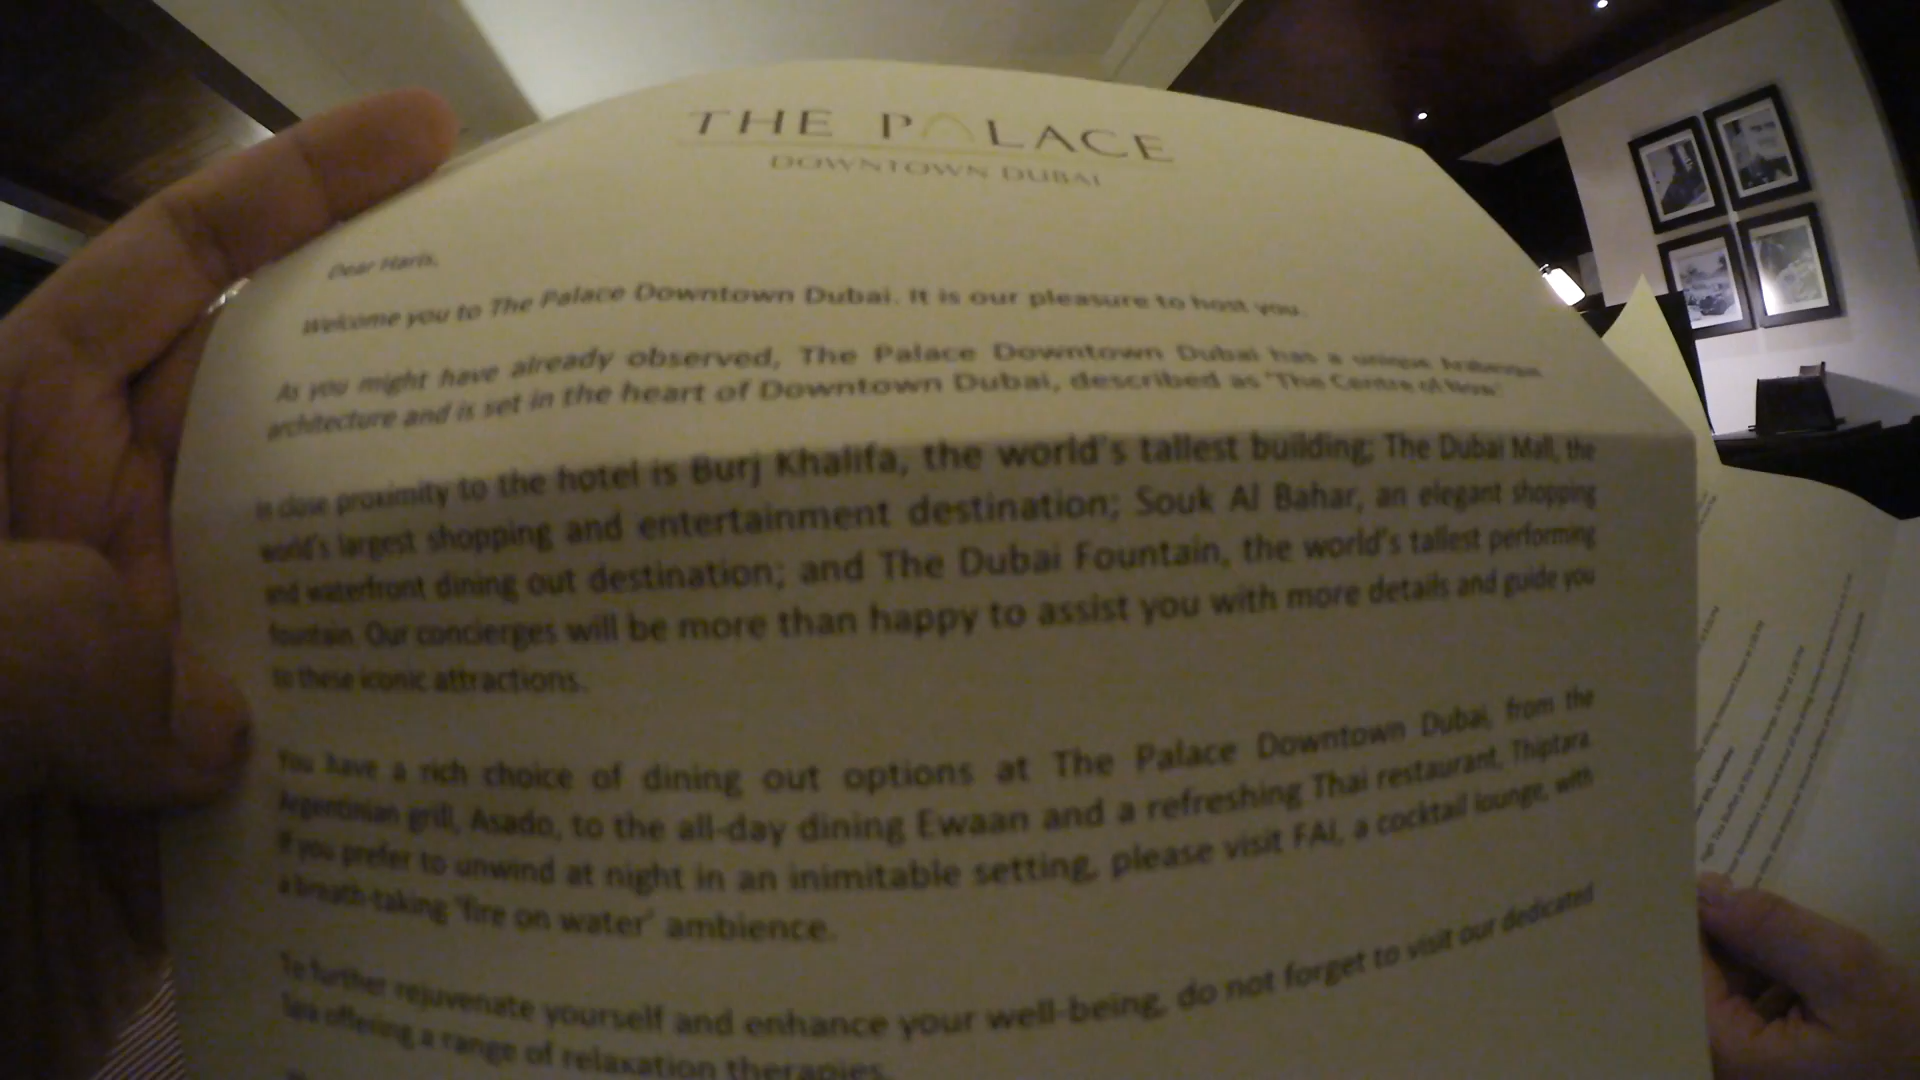 THE PALACE
DOWNTOWN DUBAI
Dear Haris,
Welcome you to The Palace Downtown Dubai. It is our pleasure to host you.
As you might have already observed, The Palace Downtown Dubai has a unique Arabesque
architecture and is set in the heart of Downtown Dubai, described as 'The Centre of Now.'
In close proximity to the hotel is Burj Khalifa, the world's tallest building; The Dubai Mall, the
world's largest shopping and entertainment destination; Souk Al Bahar, an elegant shopping
and waterfront dining out destination; and The Dubai Fountain, the world's tallest performing
fountain. Our concierges will be more than happy to assist you with more details and guide you
to these iconic attractions.
You have a rich choice of dining out options at The Palace Downtown Dubai, from the
Argentinian grill, Asado, to the all-day dining Ewaan and a refreshing Thai restaurant, Thiptara.
If you prefer to unwind at night in an inimitable setting, please visit FAI, a cocktail lounge, with
a breath-taking 'fire on water' ambience.
To further rejuvenate yourself and enhance your well-being, do not forget to visit our dedicated
Spa offering a range of relaxation therapies.